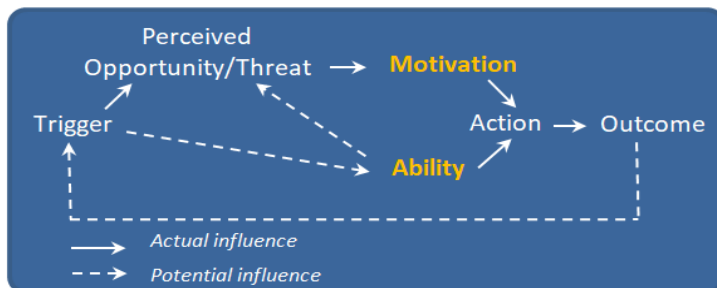 Perceived
Opportunity/Threat
Motivation
Trigger
Action
Outcome
Ability
Actual influence
Potential influence